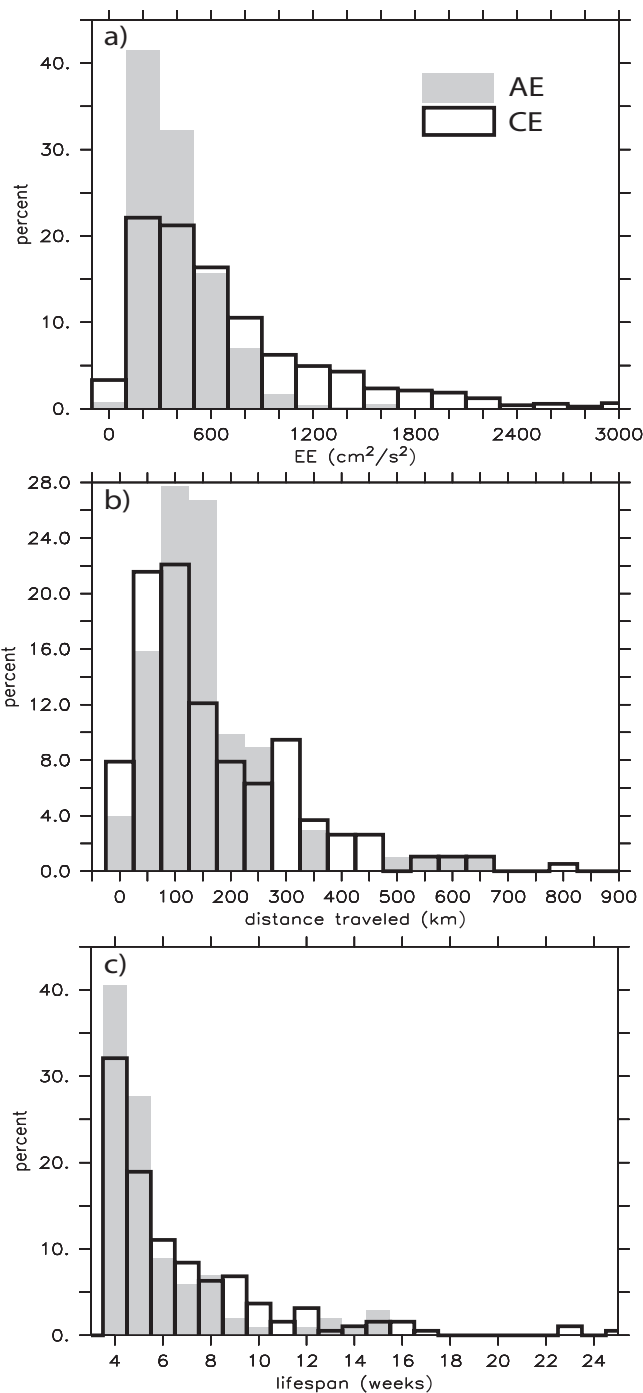 a)
AE
CE
40.
30.
20.
10.
0.
percent
0 600 1200 1800 2400 3000
EE (cm²/s²)
b)
28.0
24.0
20.0
16.0
12.0
8.0
4.0
0.0
percent
0 100 200 300 400 500 600 700 800 900
distance traveled (km)
c)
40.
30.
20.
10.
0.
percent
4 6 8 10 12 14 16 18 20 22 24
lifespan (weeks)